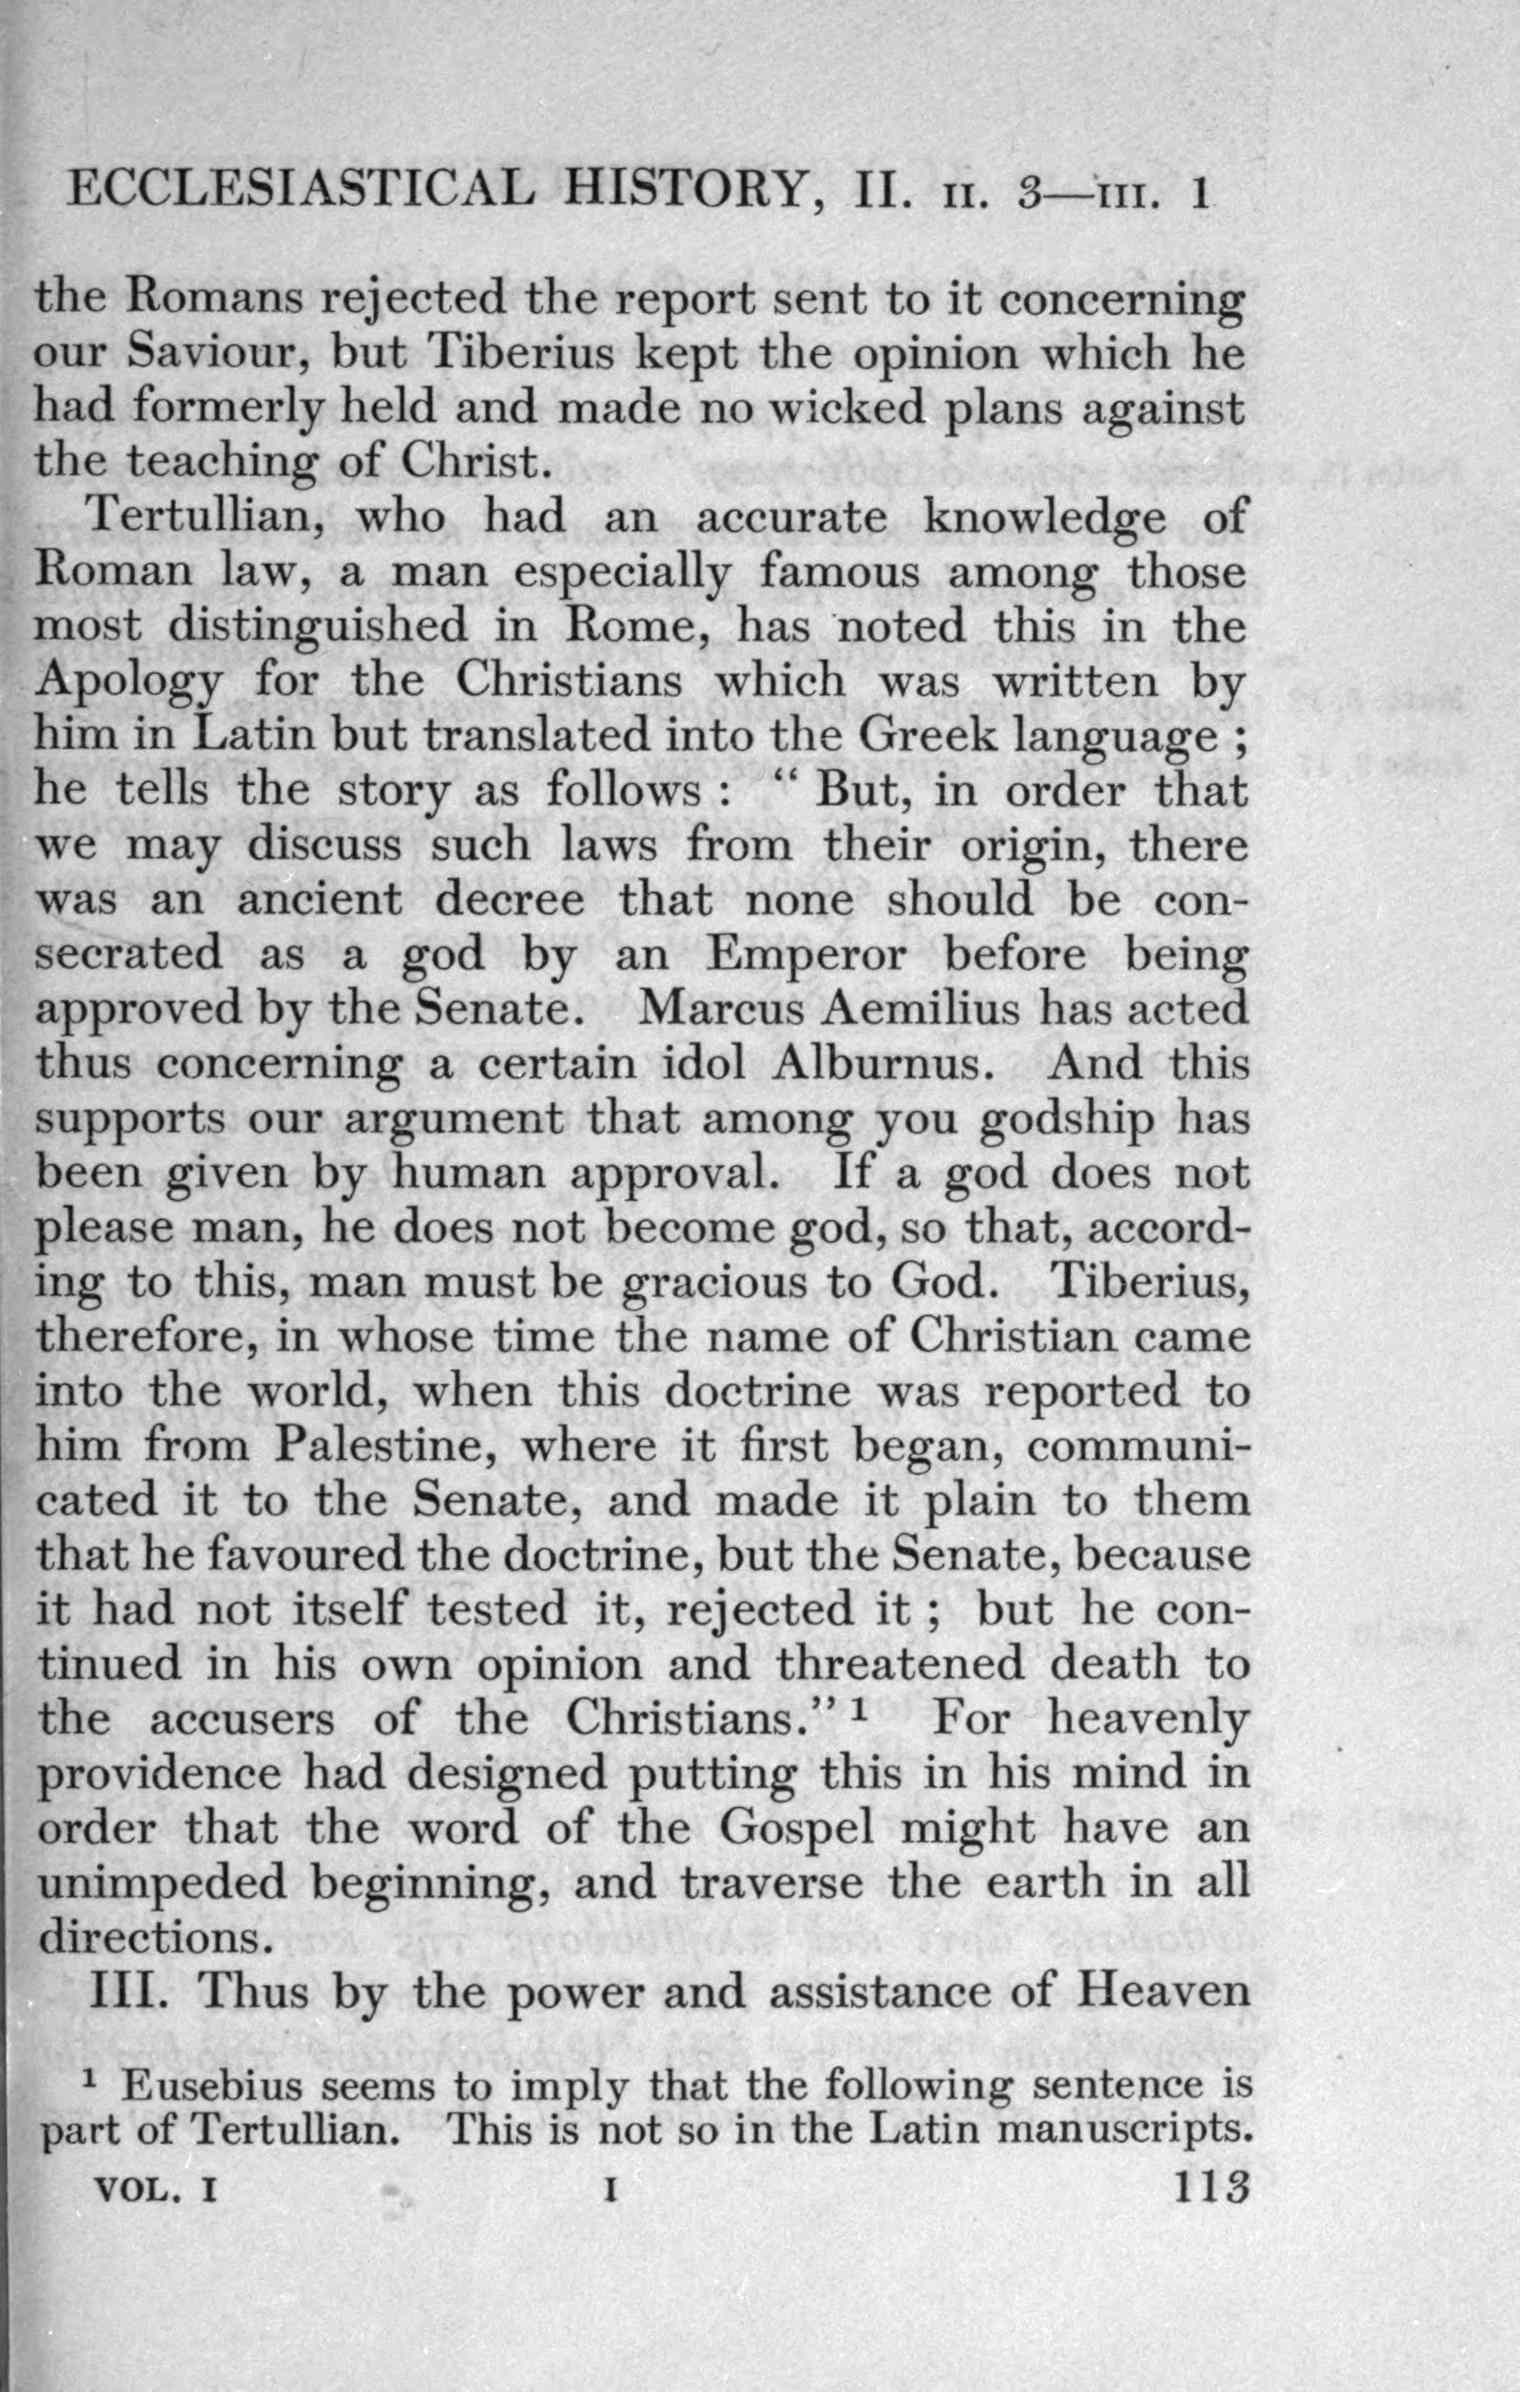 ECCLESIASTICAL HISTORY, II. II. 3—III. 1
the Romans rejected the report sent to it concerning
our Saviour, but Tiberius kept the opinion which he
had formerly held and made no wicked plans against
the teaching of Christ.
Tertullian, who had an accurate knowledge of
Roman law, a man especially famous among those
most distinguished in Rome, has noted this in the
Apology for the Christians which was written by
him in Latin but translated into the Greek language ;
he tells the story as follows : “ But, in order that
we may discuss such laws from their origin, there
was an ancient decree that none should be con-
secrated as a god by an Emperor before being
approved by the Senate. Marcus Aemilius has acted
thus concerning a certain idol Alburnus. And this
supports our argument that among you godship has
been given by human approval. If a god does not
please man, he does not become god, so that, accord-
ing to this, man must be gracious to God. Tiberius,
therefore, in whose time the name of Christian came
into the world, when this doctrine was reported to
him from Palestine, where it first began, communi-
cated it to the Senate, and made it plain to them
that he favoured the doctrine, but the Senate, because
it had not itself tested it, rejected it ; but he con-
tinued in his own opinion and threatened death to
the accusers of the Christians.” 1 For heavenly
providence had designed putting this in his mind in
order that the word of the Gospel might have an
unimpeded beginning, and traverse the earth in all
directions.
III. Thus by the power and assistance of Heaven
1 Eusebius seems to imply that the following sentence is
part of Tertullian. This is not so in the Latin manuscripts.
VOL. I I 113